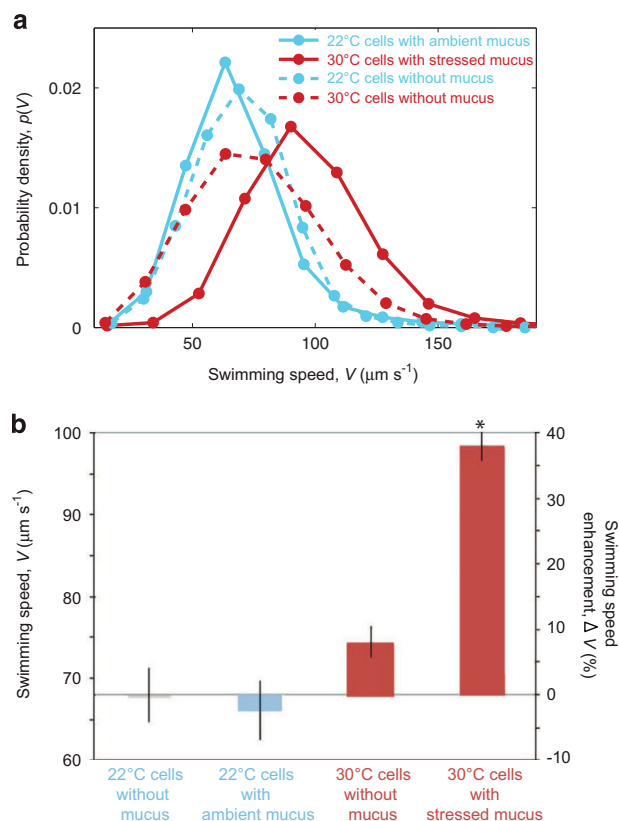 a
Probability density, p(V)
0.02
0.01
0
22°C cells with ambient mucus
30°C cells with stressed mucus
22°C cells without mucus
30°C cells without mucus
50
100
150
Swimming speed, V (μm s⁻¹)
b
Swimming speed, V (μm s⁻¹)
100
90
80
70
60
*
40
30
20
10
0
-10
Swimming speed
enhancement, Δ V (%)
22°C cells
without
mucus
22°C cells
with
ambient mucus
30°C cells
without
mucus
30°C cells
with
stressed mucus